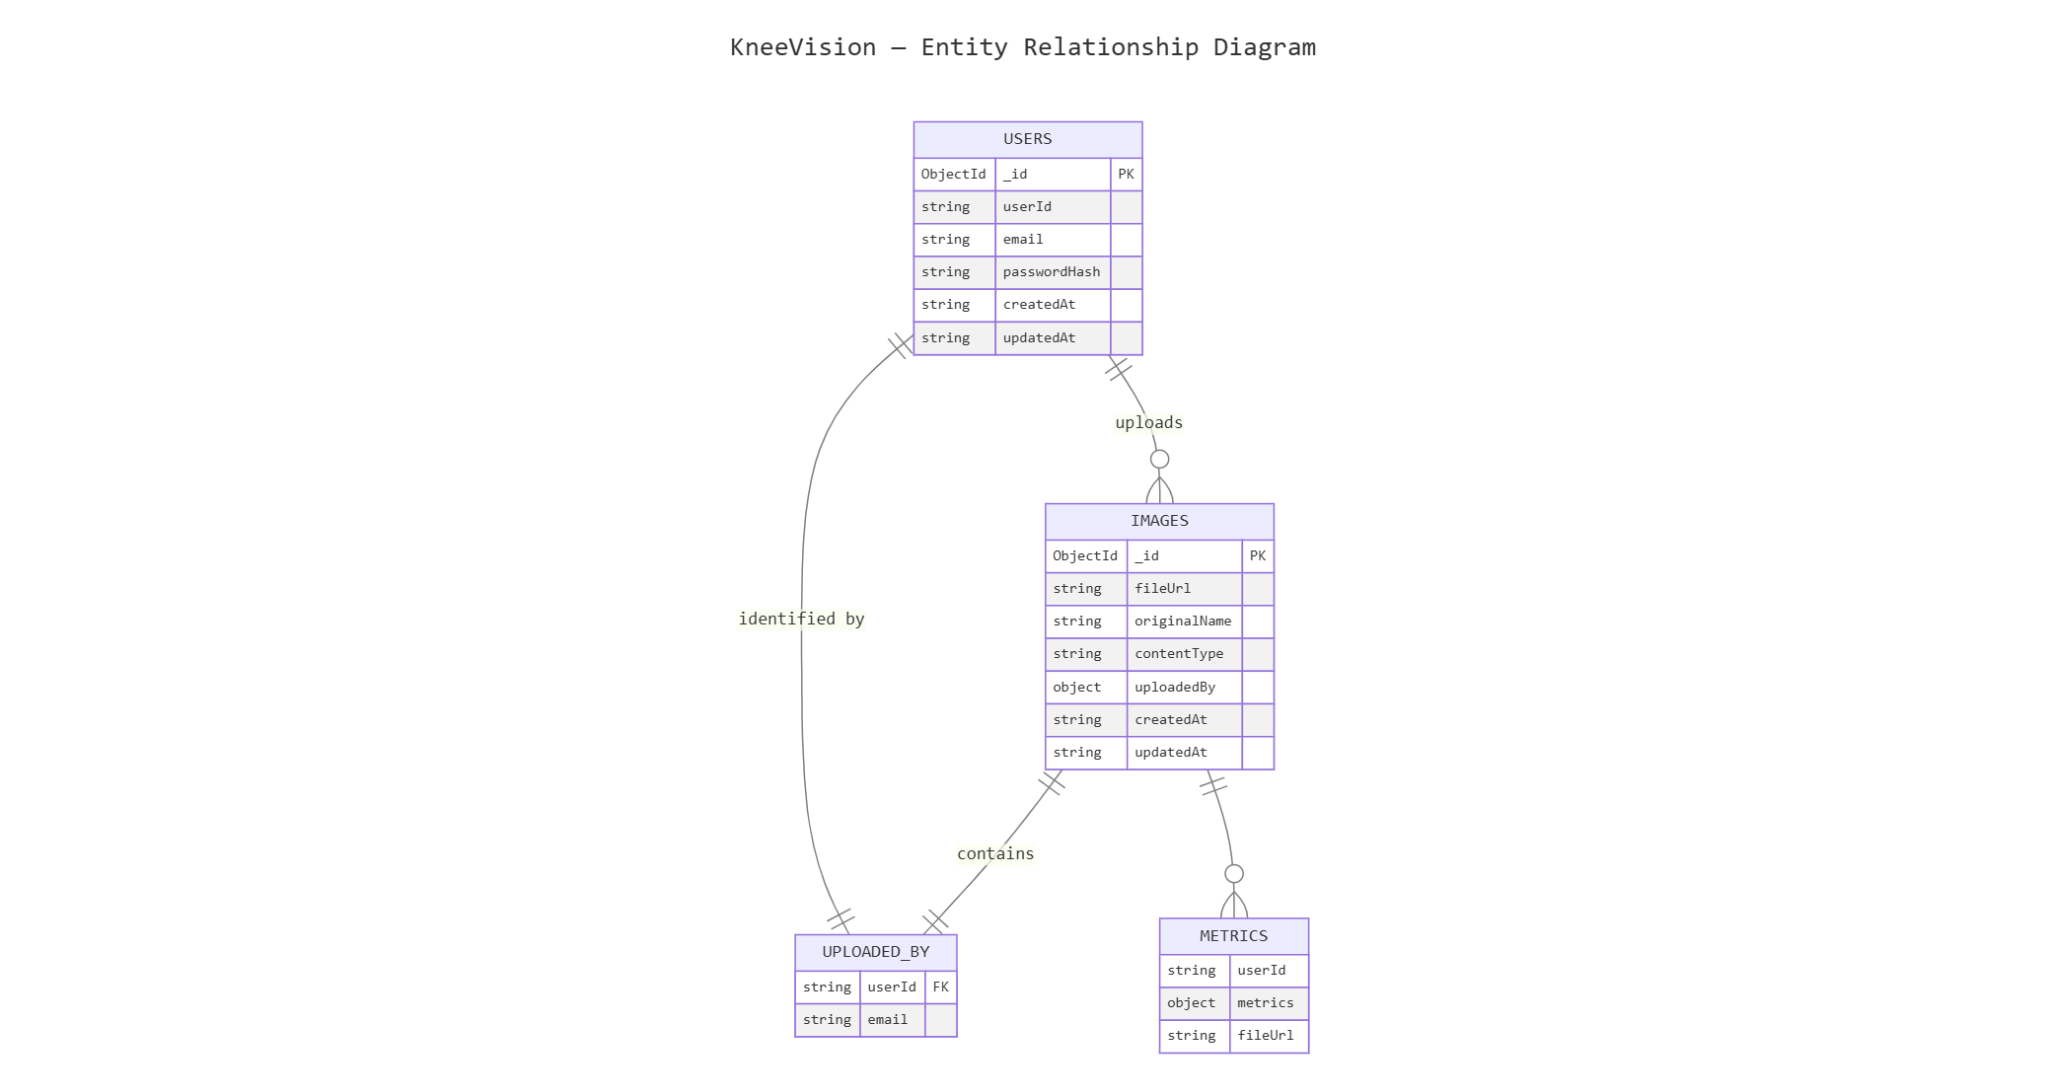 KneeVision — Entity Relationship Diagram
USERS
ObjectId _id PK
string userId
string email
string passwordHash
string createdAt
string updatedAt
uploads
IMAGES
ObjectId _id PK
string fileUrl
string originalName
string contentType
object uploadedBy
string createdAt
string updatedAt
identified by
contains
UPLOADED_BY
string userId FK
string email
METRICS
string userId
object metrics
string fileUrl